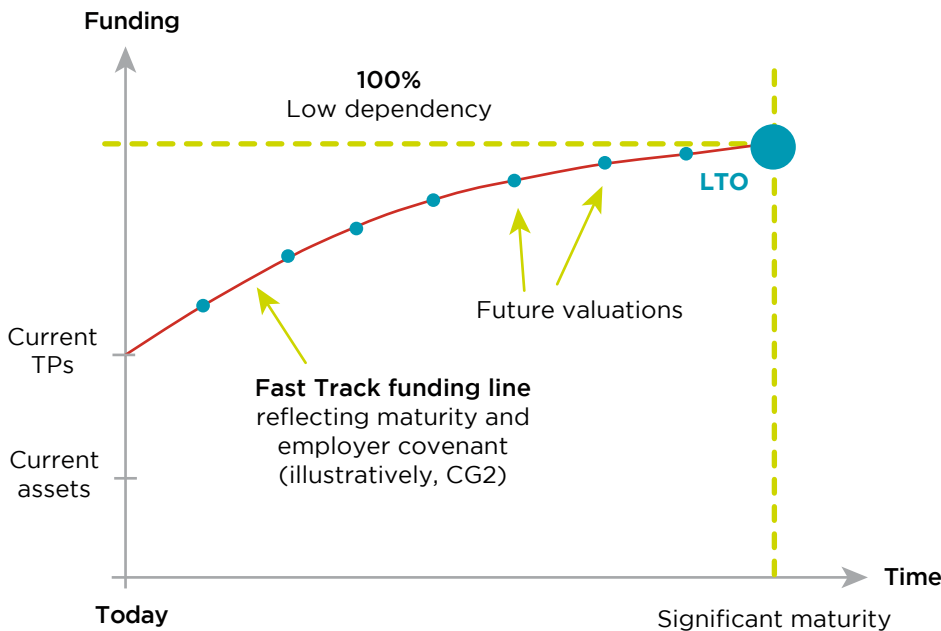 Funding
100%
Low dependency
LTO
Future valuations
Current
TPs
Fast Track funding line
reflecting maturity and
employer covenant
(illustratively, CG2)
Current
assets
Time
Today
Significant maturity